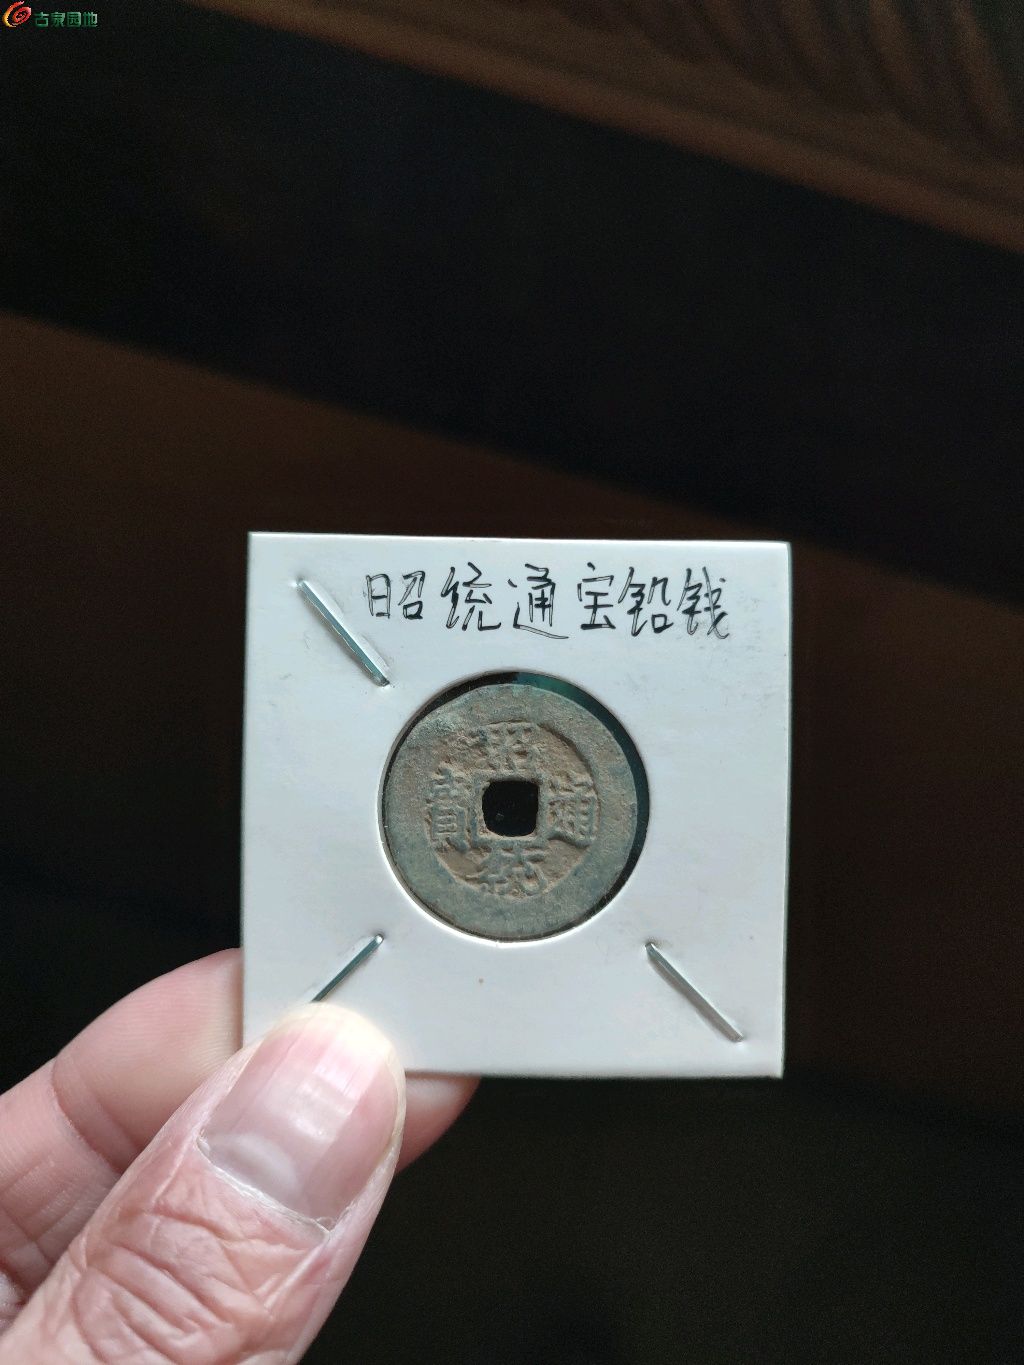 古泉园地
昭统通宝铅钱
昭
寶 通
統